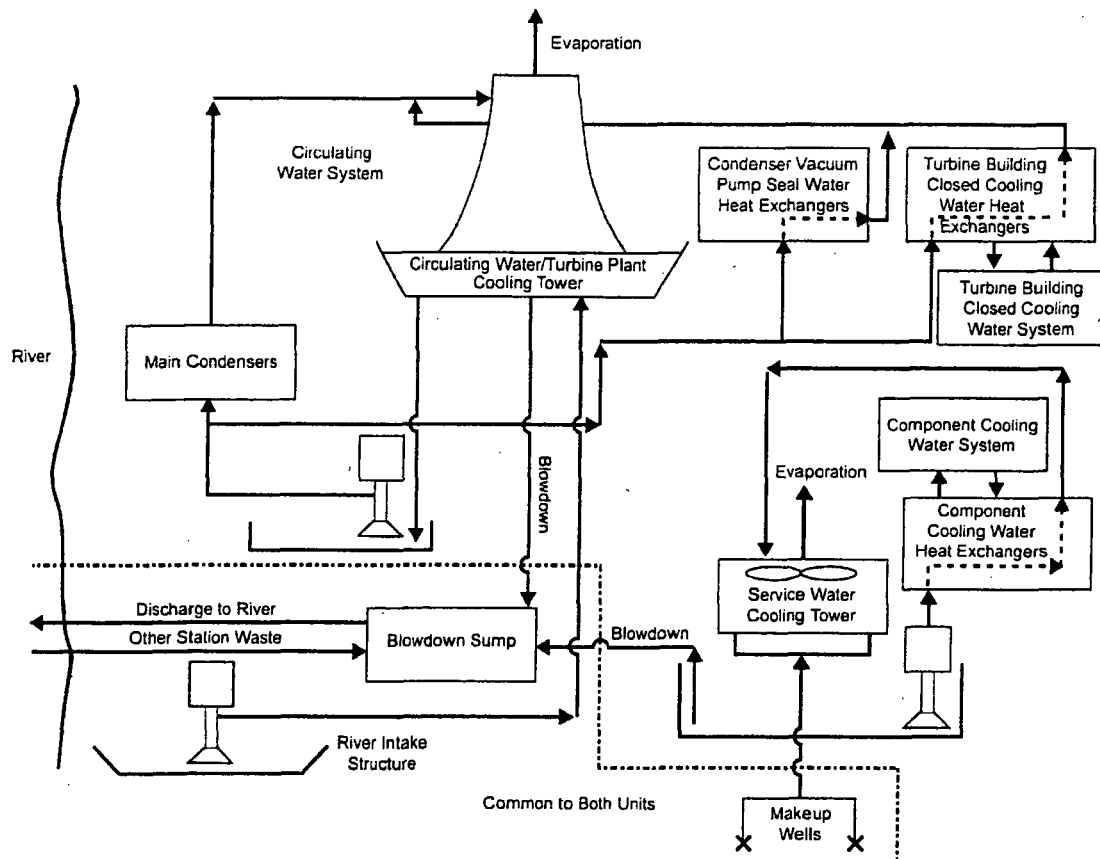 Evaporation
Circulating
Water System
Condenser Vacuum
Pump Seal Water
Heat Exchangers
Turbine Building
Closed Cooling
Water Heat
Exchangers
Circulating Water/Turbine Plant
Cooling Tower
Turbine Building
Closed Cooling
Water System
River
Main Condensers
Component Cooling
Water System
Blowdown
Evaporation
Component
Cooling Water
Heat Exchangers
Service Water
Cooling Tower
Discharge to River
Other Station Waste
Blowdown Sump
Blowdown
River Intake
Structure
Common to Both Units
Makeup
Wells